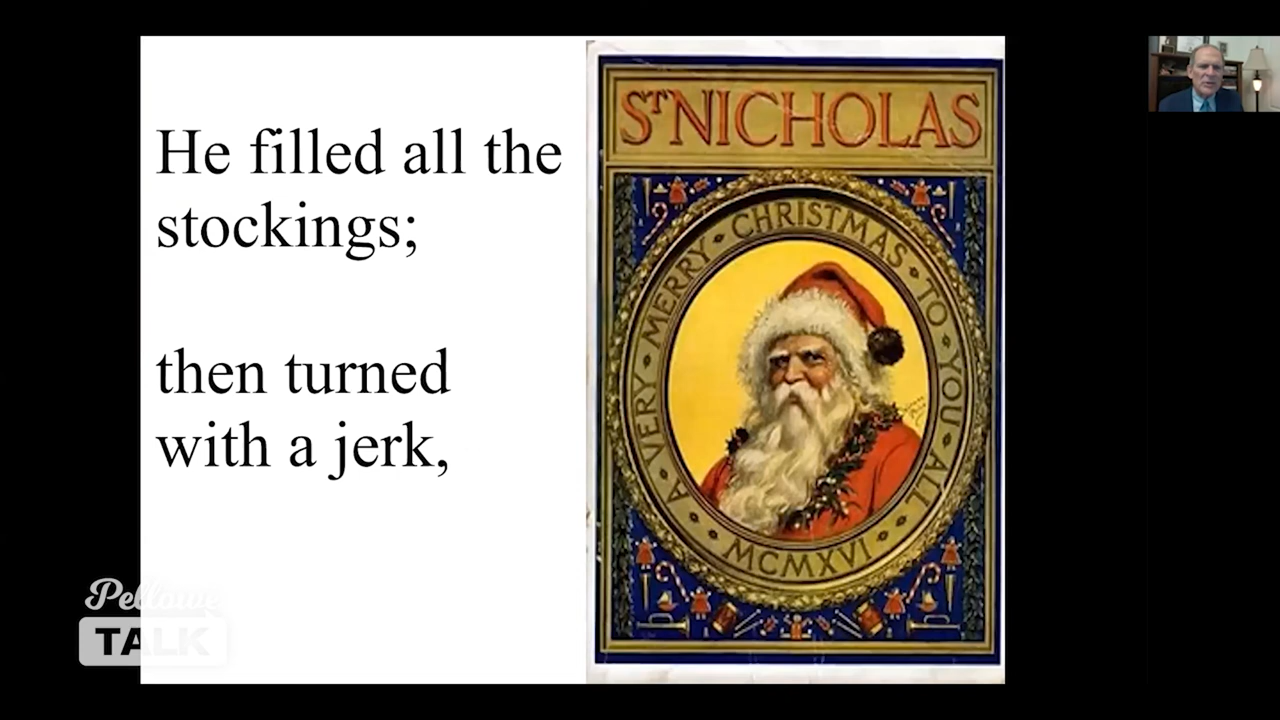 He filled all the
stockings;
then turned
with a jerk,
ST NICHOLAS
A · VERY · MERRY · CHRISTMAS · TO · YOU · ALL
MCMXVI
Pellowe
TALK